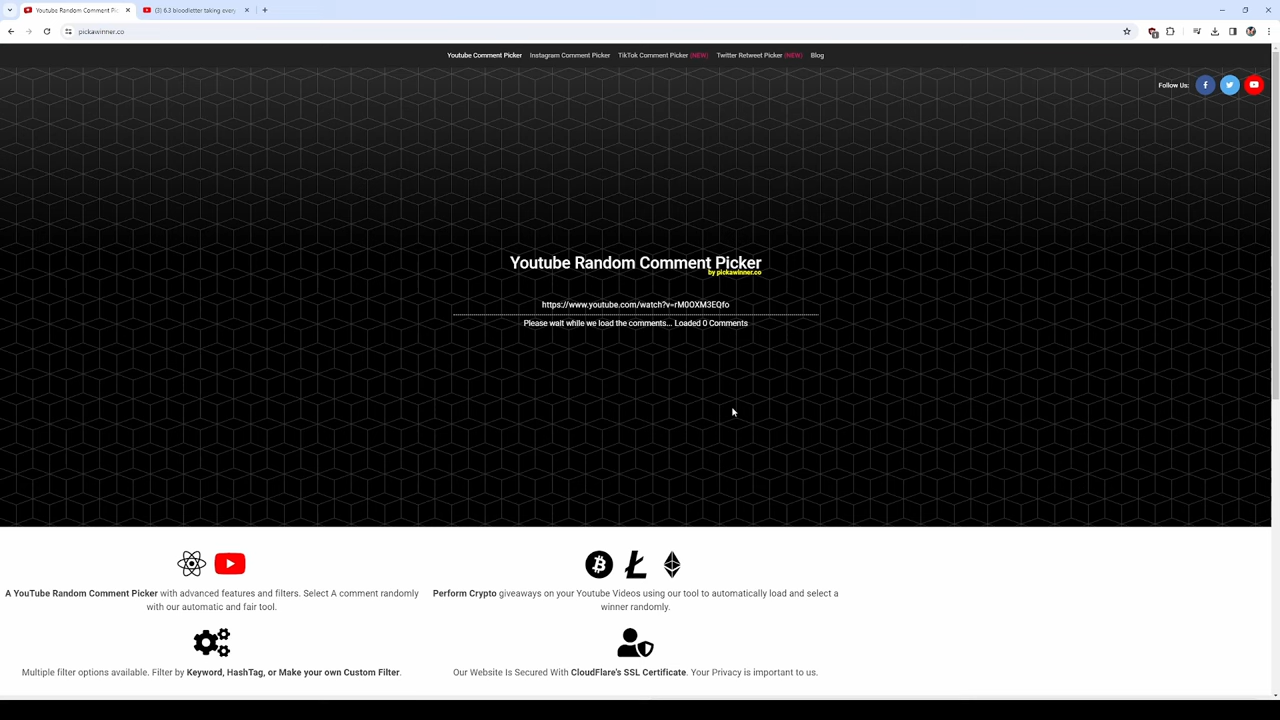 Youtube Random Comment Pi
(3) 6.3 bloodletter taking every
pickawinner.co
Youtube Comment Picker Instagram Comment Picker TikTok Comment Picker (NEW) Twitter Retweet Picker (NEW) Blog
Follow Us:
Youtube Random Comment Picker
by pickawinner.co
https://www.youtube.com/watch?v=rM0OXM3EQfo
Please wait while we load the comments... Loaded 0 Comments
A YouTube Random Comment Picker with advanced features and filters. Select A comment randomly
with our automatic and fair tool.
Perform Crypto giveaways on your Youtube Videos using our tool to automatically load and select a
winner randomly.
Multiple filter options available. Filter by Keyword, HashTag, or Make your own Custom Filter.
Our Website Is Secured With CloudFlare's SSL Certificate. Your Privacy is important to us.